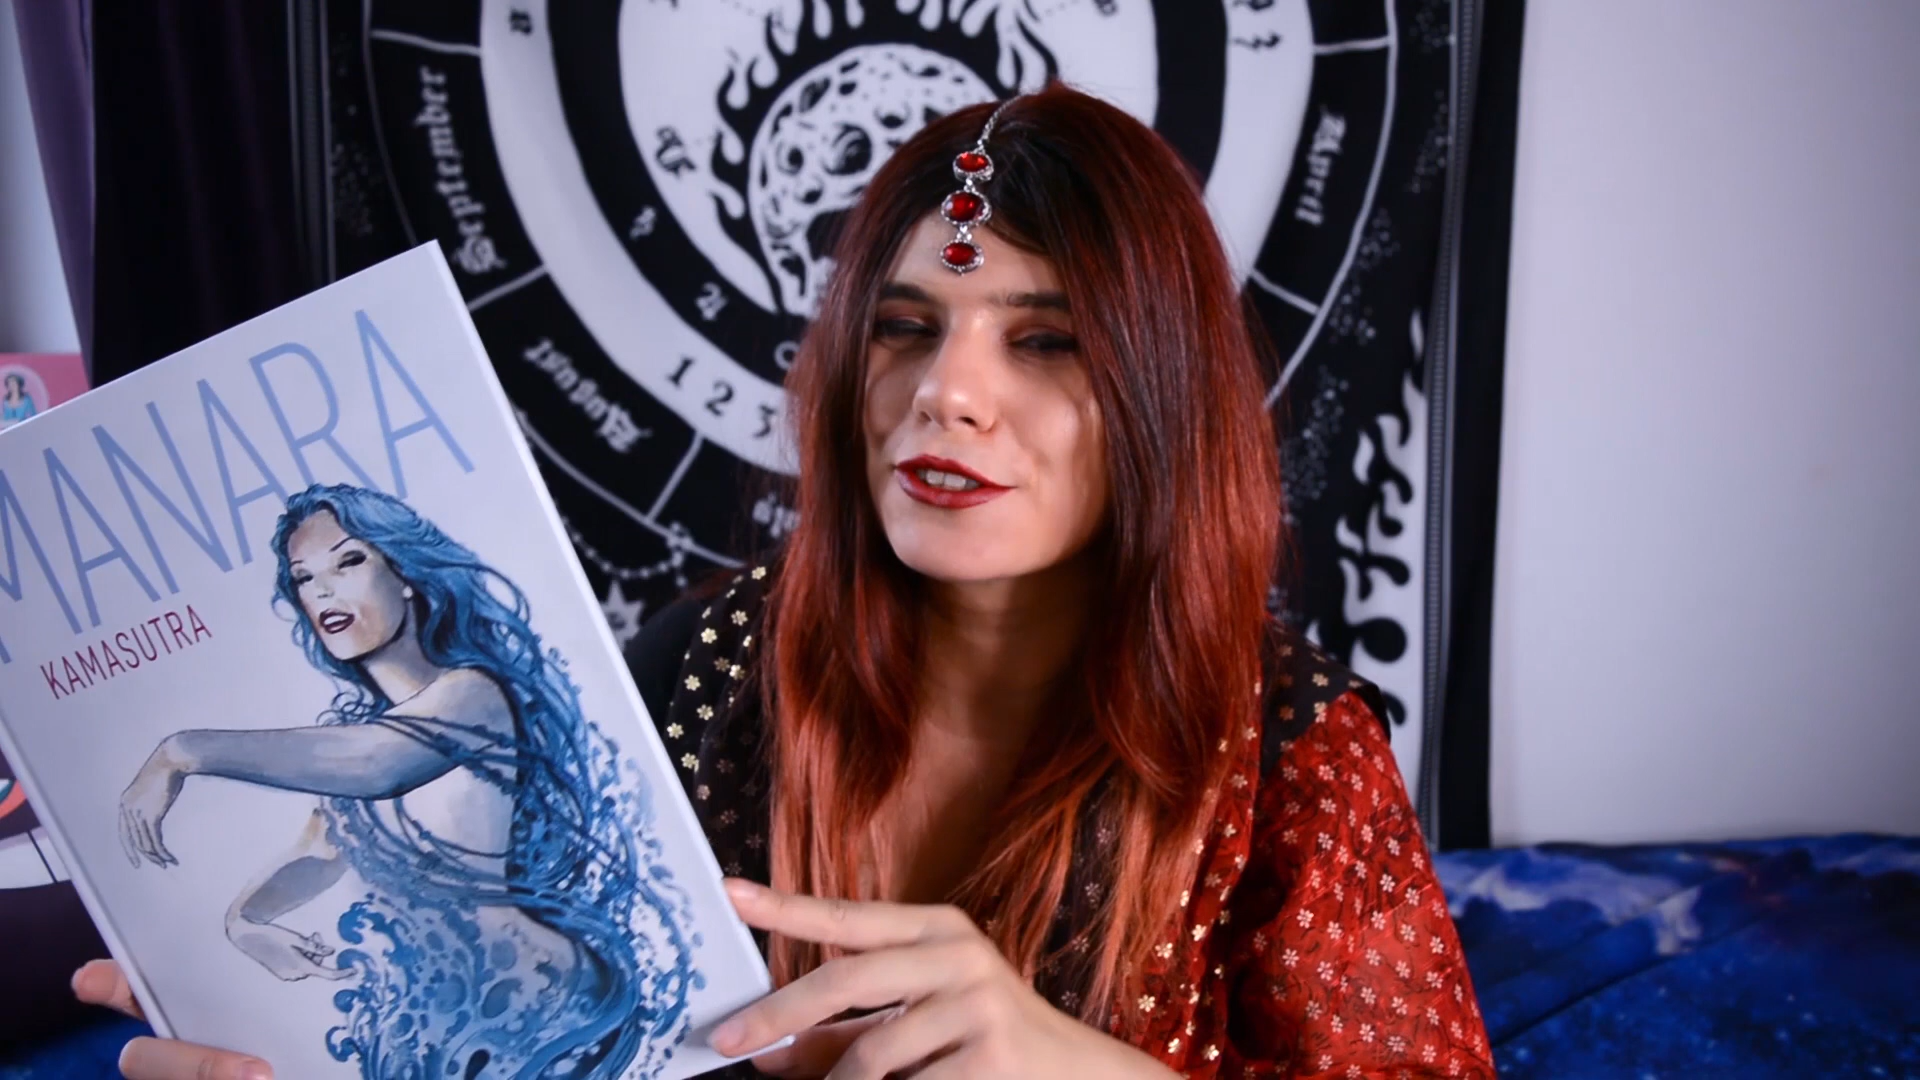 MANARA
KAMASUTRA
September
August
April
1 2 3